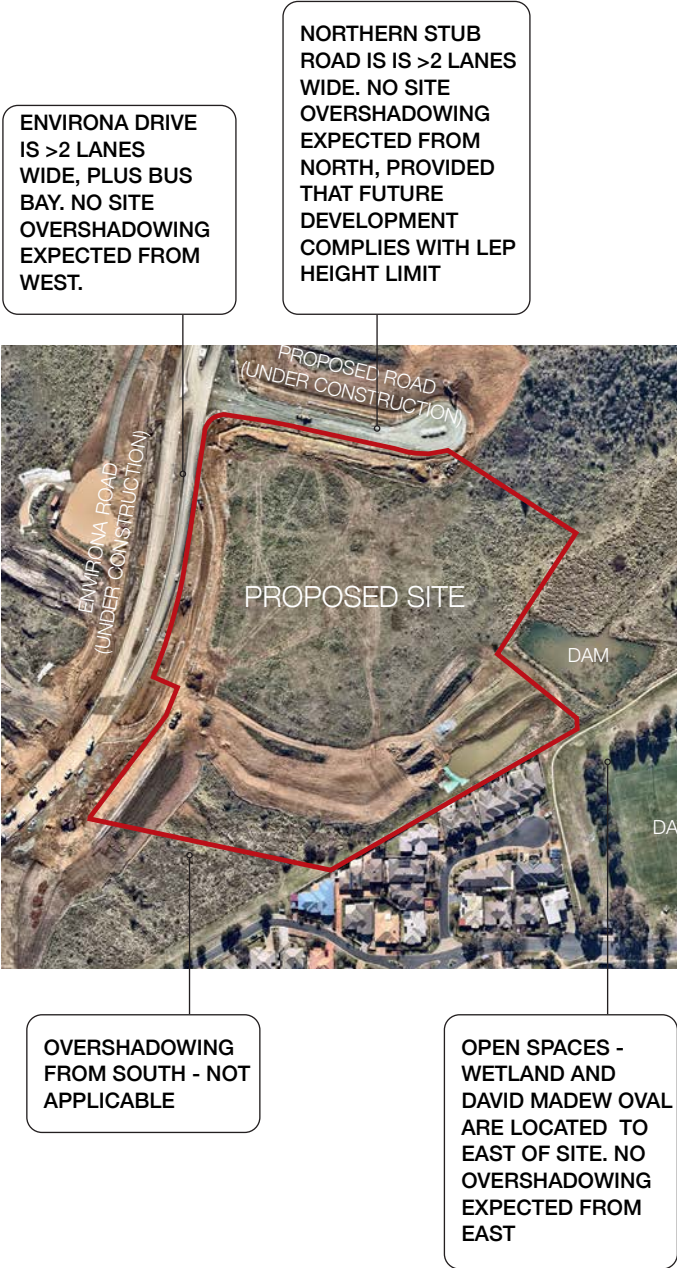 NORTHERN STUB
ROAD IS IS >2 LANES
WIDE. NO SITE
OVERSHADOWING
EXPECTED FROM
NORTH, PROVIDED
THAT FUTURE
DEVELOPMENT
COMPLIES WITH LEP
HEIGHT LIMIT
ENVIRONA DRIVE
IS >2 LANES
WIDE, PLUS BUS
BAY. NO SITE
OVERSHADOWING
EXPECTED FROM
WEST.
PROPOSED ROAD
(UNDER CONSTRUCTION)
ENVIRONA ROAD
(UNDER CONSTRUCTION)
PROPOSED SITE
DAM
DA
OVERSHADOWING
FROM SOUTH - NOT
APPLICABLE
OPEN SPACES -
WETLAND AND
DAVID MADEW OVAL
ARE LOCATED TO
EAST OF SITE. NO
OVERSHADOWING
EXPECTED FROM
EAST